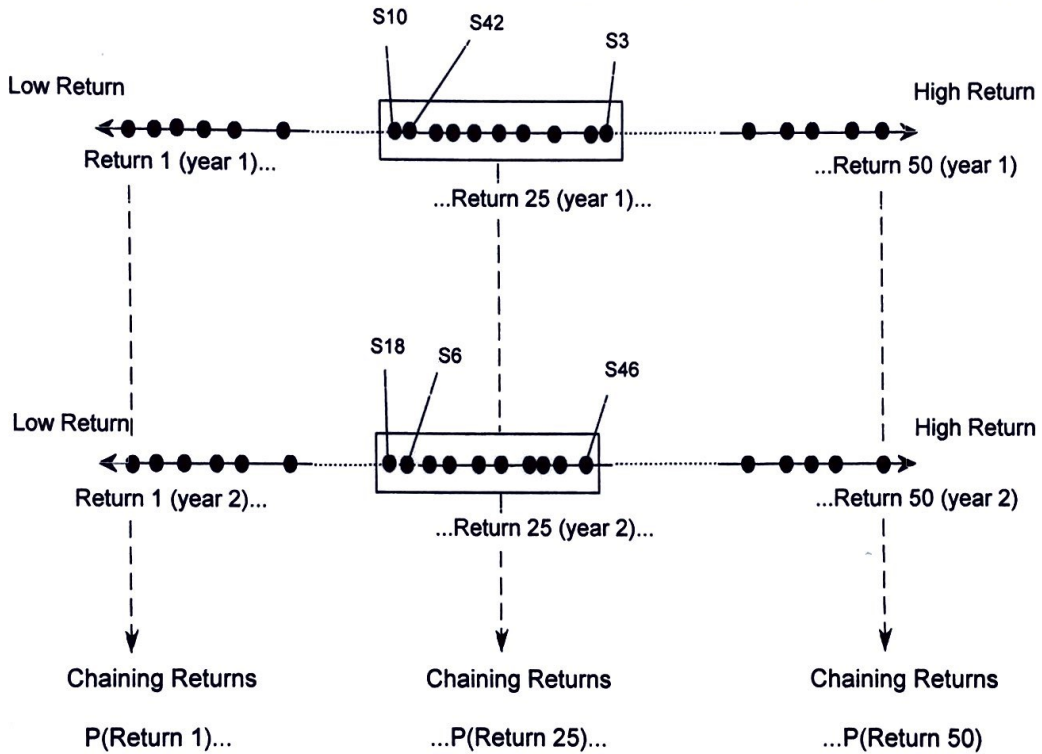 S10
S42
S3
Low Return
High Return
Return 1 (year 1)...
...Return 50 (year 1)
...Return 25 (year 1)...
S18
S6
S46
Low Return
High Return
Return 1 (year 2)...
...Return 50 (year 2)
...Return 25 (year 2)...
Chaining Returns
Chaining Returns
Chaining Returns
P(Return 1)...
...P(Return 25)...
...P(Return 50)